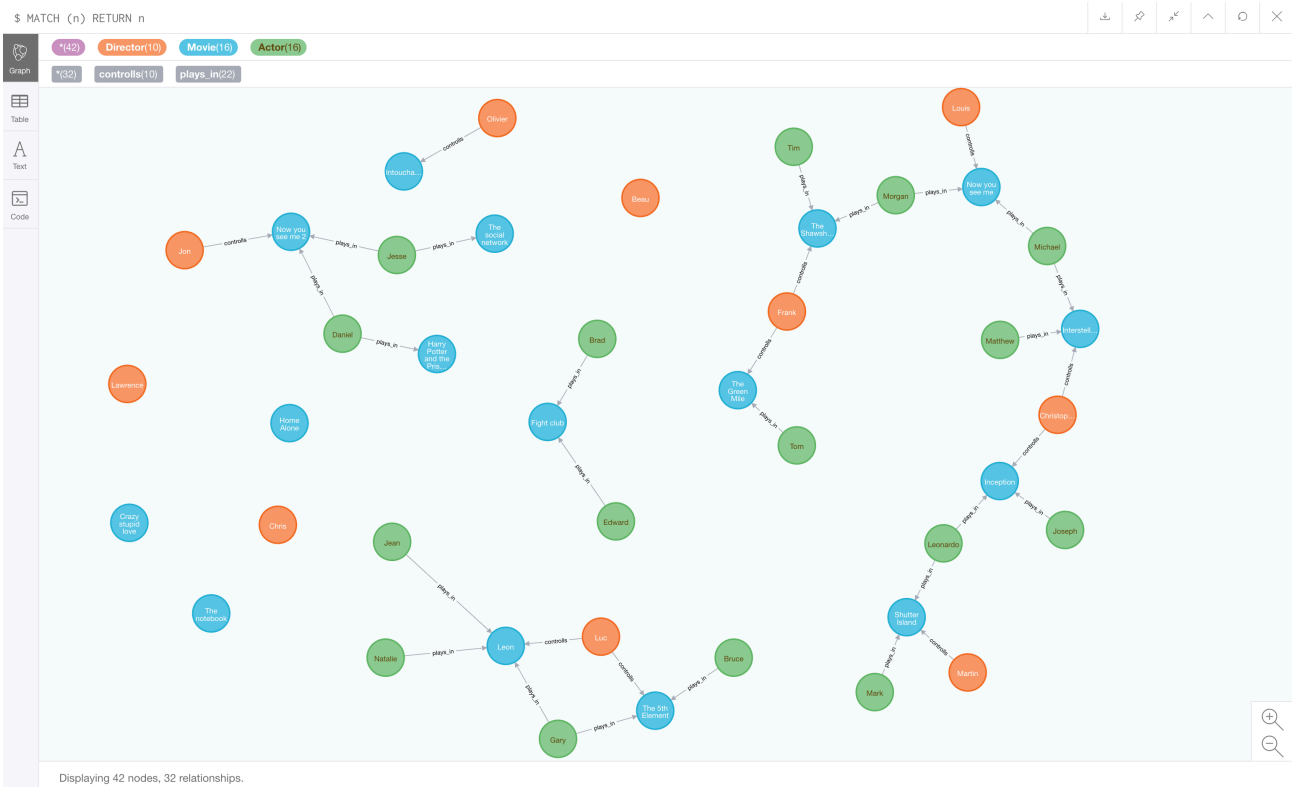 $ MATCH (n) RETURN n
*(42) Director(10) Movie(16) Actor(16)
*(32) controlls(10) plays_in(22)
Graph
Table
Text
Code
Olivier
controlls
Intoucha...
Beau
Jon
controlls
Now you
see me 2
plays_in
Jesse
plays_in
The
social
network
plays_in
Daniel
plays_in
Harry
Potter
and the
Pris...
Lawrence
Home
Alone
Crazy
stupid
love
Chris
The
notebook
Brad
plays_in
Fight club
plays_in
Edward
Jean
plays_in
Natalie
plays_in
Leon
controlls
Luc
controlls
plays_in
Gary
plays_in
The 5th
Element
plays_in
Bruce
Tim
plays_in
The
Shawsh...
plays_in
Morgan
plays_in
Now you
see me
controlls
Louis
plays_in
Michael
plays_in
controlls
Frank
controlls
The
Green
Mile
plays_in
Tom
Matthew
plays_in
Interstell...
controlls
Christop...
controlls
Inception
plays_in
Joseph
plays_in
Leonardo
plays_in
Shutter
Island
controlls
Martin
plays_in
Mark
Displaying 42 nodes, 32 relationships.